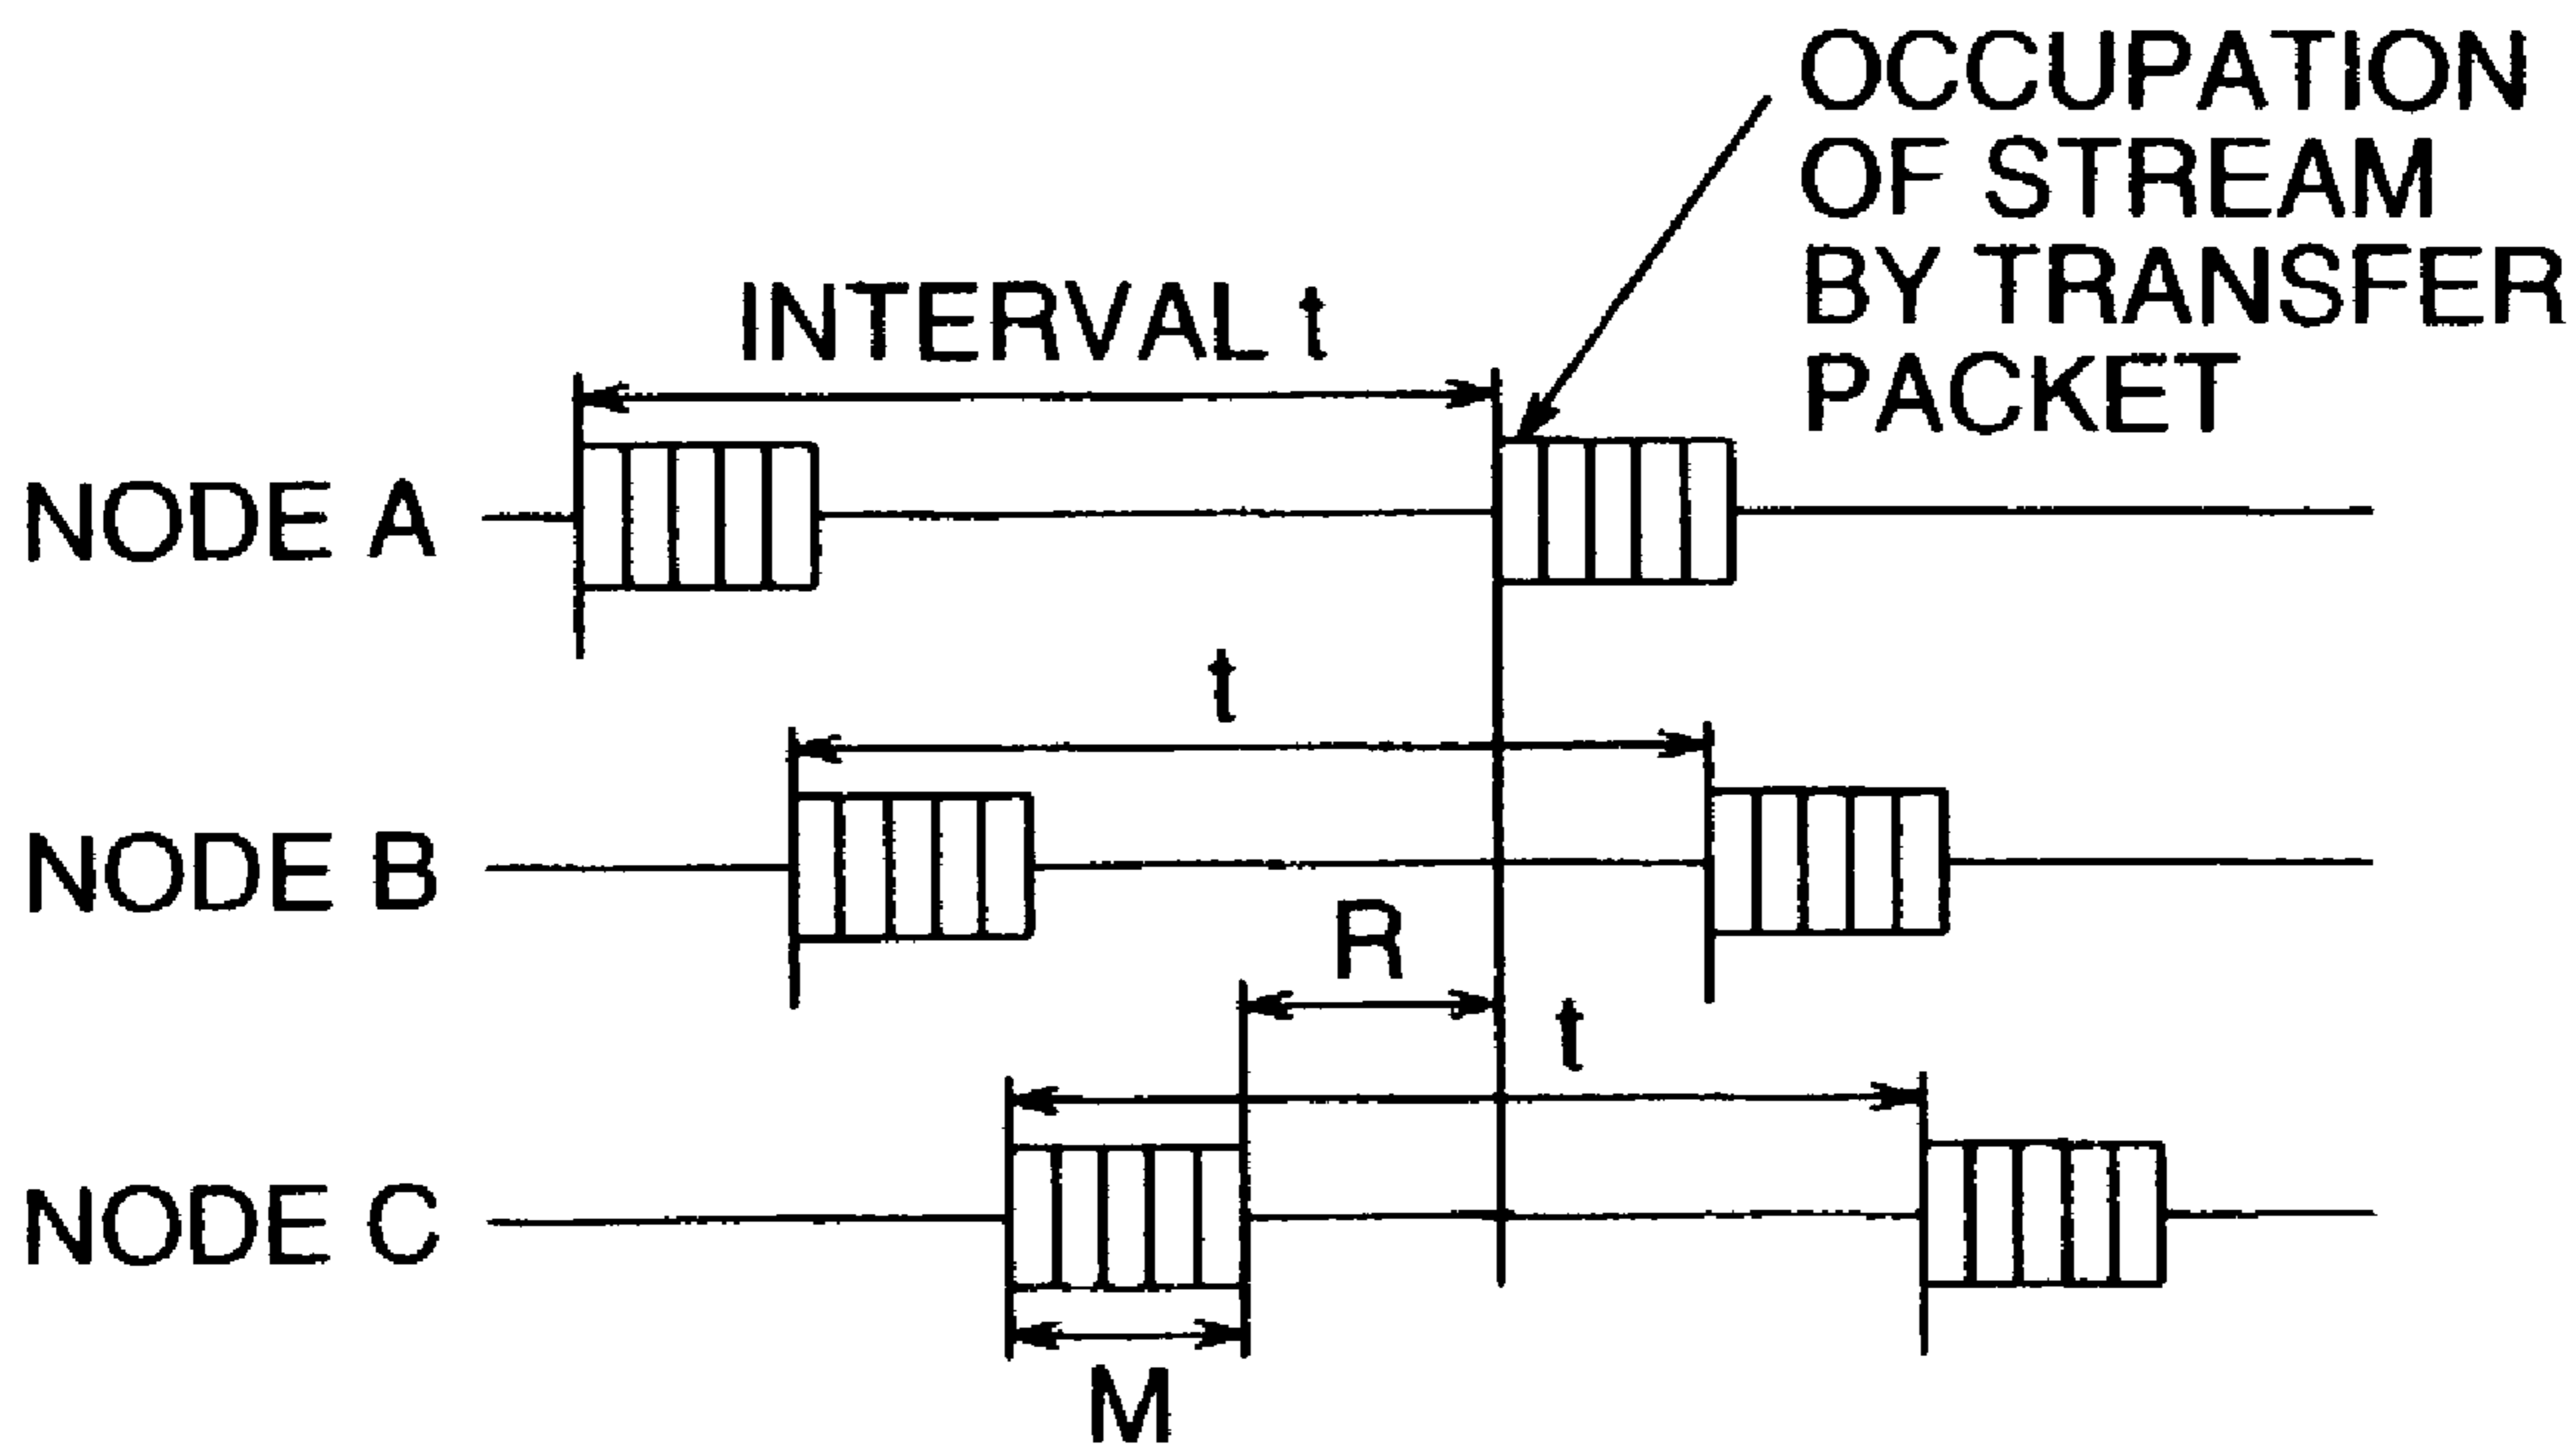 OCCUPATION
OF STREAM
BY TRANSFER
PACKET
INTERVAL t
NODE A
t
NODE B
R
t
NODE C
M